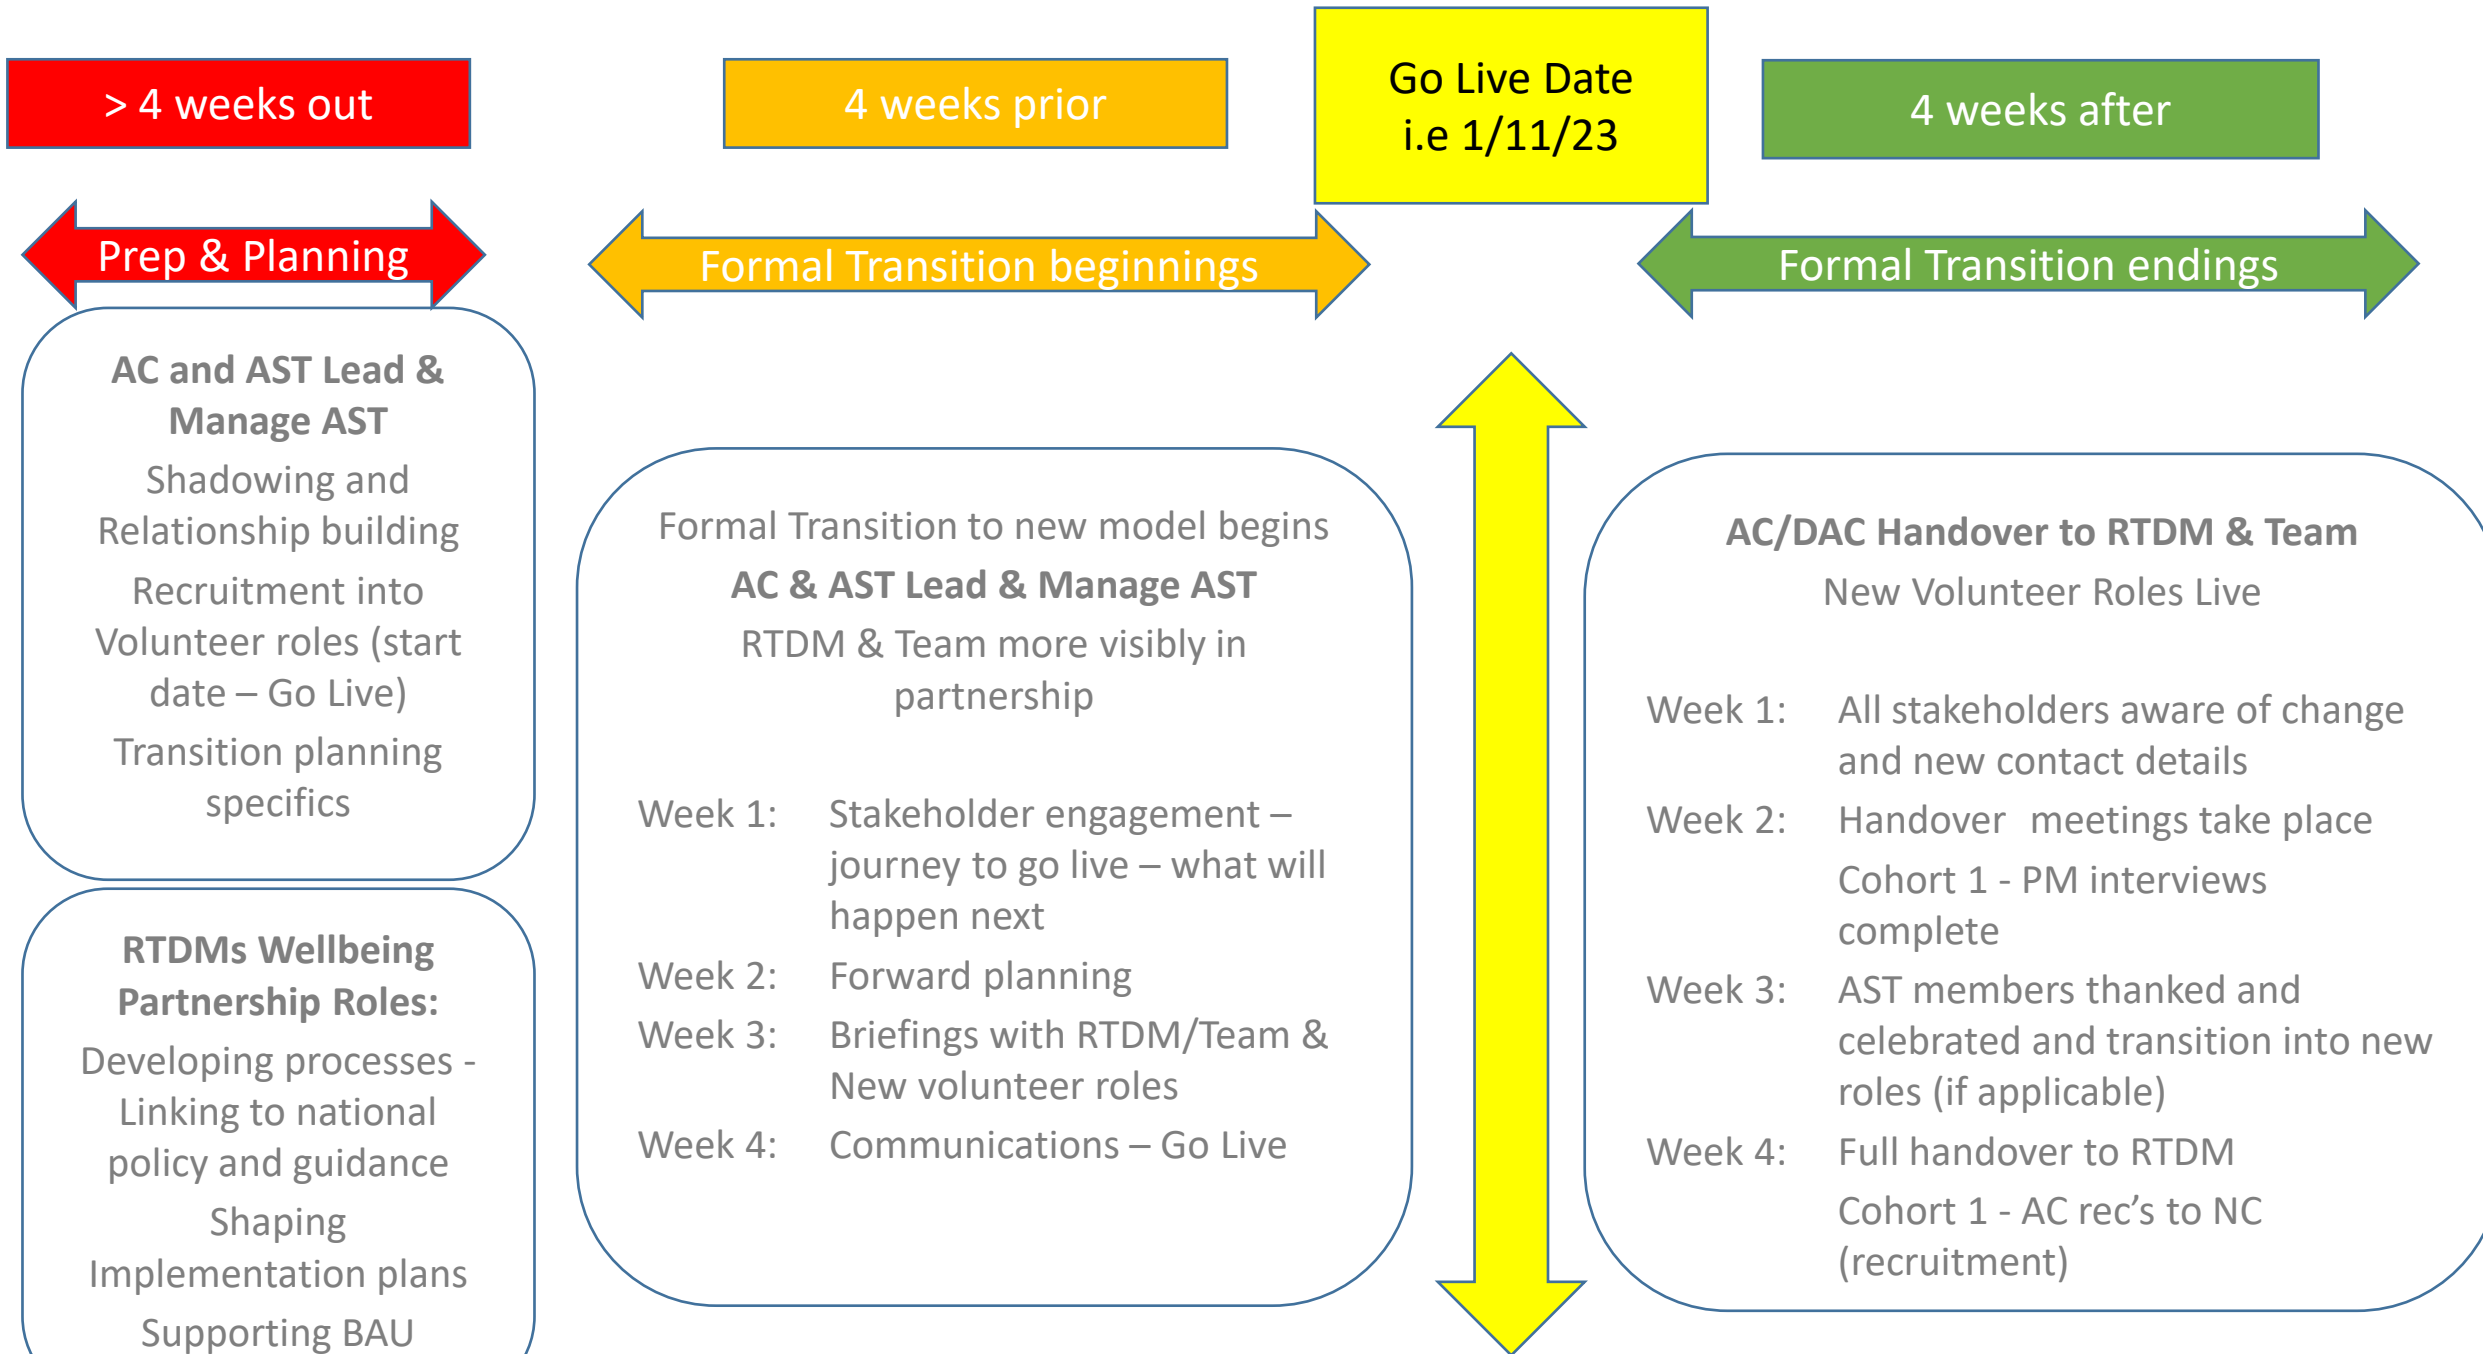 > 4 weeks out
4 weeks prior
Go Live Date
i.e 1/11/23
4 weeks after
Prep & Planning
Formal Transition beginnings
Formal Transition endings
AC and AST Lead &
Manage AST
Shadowing and
Relationship building
Recruitment into
Volunteer roles (start
date – Go Live)
Transition planning
specifics
RTDMs Wellbeing
Partnership Roles:
Developing processes -
Linking to national
policy and guidance
Shaping
Implementation plans
Supporting BAU
Formal Transition to new model begins
AC & AST Lead & Manage AST
RTDM & Team more visibly in
partnership
Week 1: Stakeholder engagement –
journey to go live – what will
happen next
Week 2: Forward planning
Week 3: Briefings with RTDM/Team &
New volunteer roles
Week 4: Communications – Go Live
AC/DAC Handover to RTDM & Team
New Volunteer Roles Live
Week 1: All stakeholders aware of change
and new contact details
Week 2: Handover meetings take place
Cohort 1 - PM interviews
complete
Week 3: AST members thanked and
celebrated and transition into new
roles (if applicable)
Week 4: Full handover to RTDM
Cohort 1 - AC rec’s to NC
(recruitment)